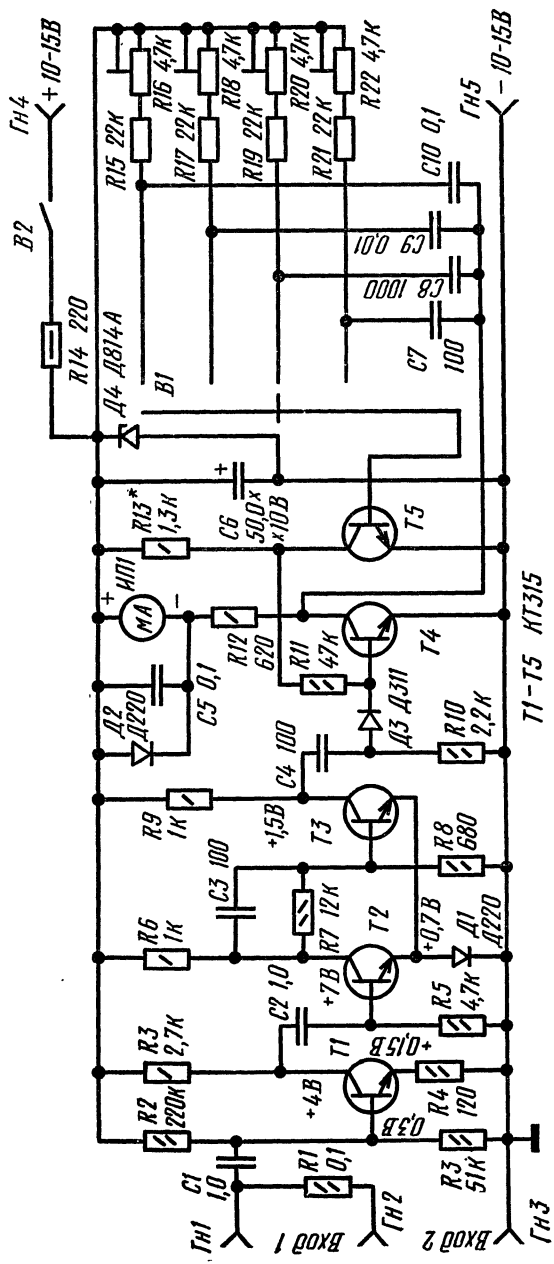 Гн4
+10-15В
В2
R14 220
R15 22К
R16 4,7К
R17 22К
R18 4,7К
R19 22К
R20 4,7К
R21 22К
R22 4,7К
Д4 Д814А
В1
С10 0,1
С9 0,01
С8 1000
С7
100
Гн5
- 10-15В
+
С6
50,0×
×10В
R13*
1,3К
Т5
+
ИП1
МА
-
R12
620
R11
47К
Т4
Т1-Т5 КТ315
Д2
Д220
С5 0,1
С4 100
Д3 Д311
R10
2,2К
R9
1К
+1,5В
Т3
С3 100
R8
680
R6
1К
R7 12К
Т2
+0,7В
Д1
Д220
С2 1,0
+7В
R5
4,7К
R3
2,7К
Т1
+0,15В
R2
220К
+4В
R4
120
0,3В
С1
1,0
R1
0,1
R3
51К
Гн1
Вход 1
Гн2
Вход 2
Гн3